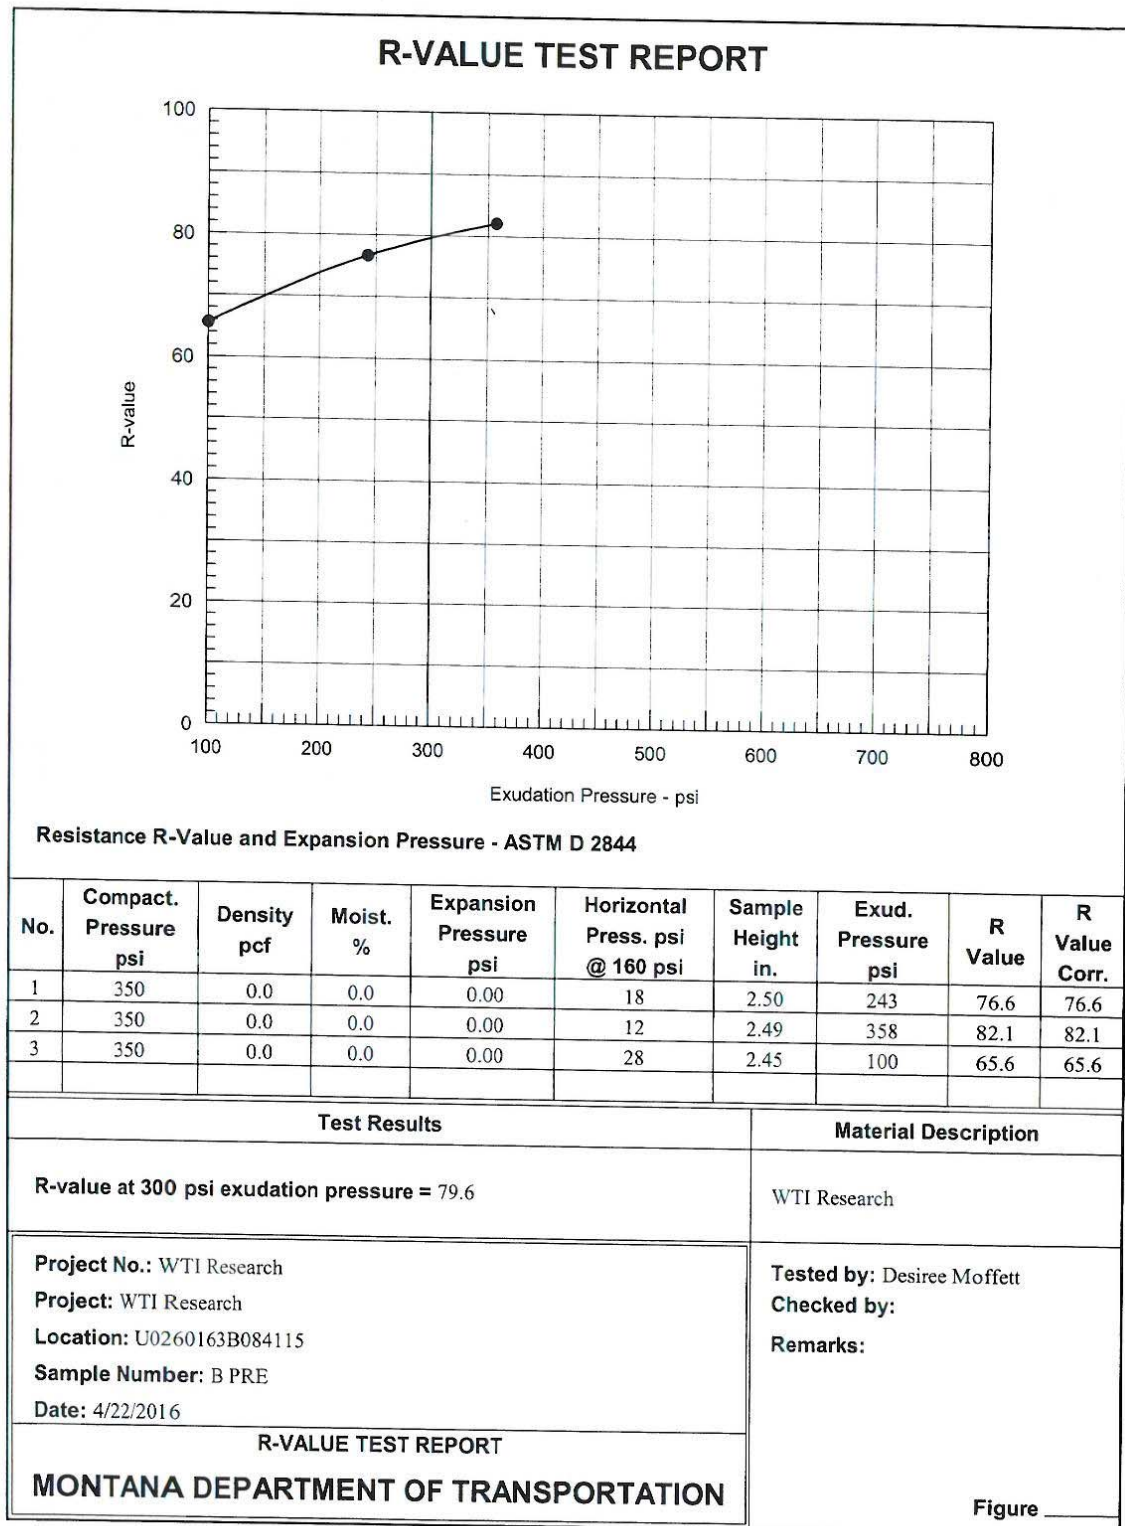 R-VALUE TEST REPORT
100
80
60
40
20
0
R-value
100 200 300 400 500 600 700 800
Exudation Pressure - psi
Resistance R-Value and Expansion Pressure - ASTM D 2844
No. Compact. Pressure psi Density pcf Moist. % Expansion Pressure psi Horizontal Press. psi @ 160 psi Sample Height in. Exud. Pressure psi R Value R Value Corr.
1 350 0.0 0.0 0.00 18 2.50 243 76.6 76.6
2 350 0.0 0.0 0.00 12 2.49 358 82.1 82.1
3 350 0.0 0.0 0.00 28 2.45 100 65.6 65.6
Test Results
Material Description
R-value at 300 psi exudation pressure = 79.6
WTI Research
Project No.: WTI Research
Project: WTI Research
Location: U0260163B084115
Sample Number: B PRE
Date: 4/22/2016
Tested by: Desiree Moffett
Checked by:
Remarks:
R-VALUE TEST REPORT
MONTANA DEPARTMENT OF TRANSPORTATION
Figure ______